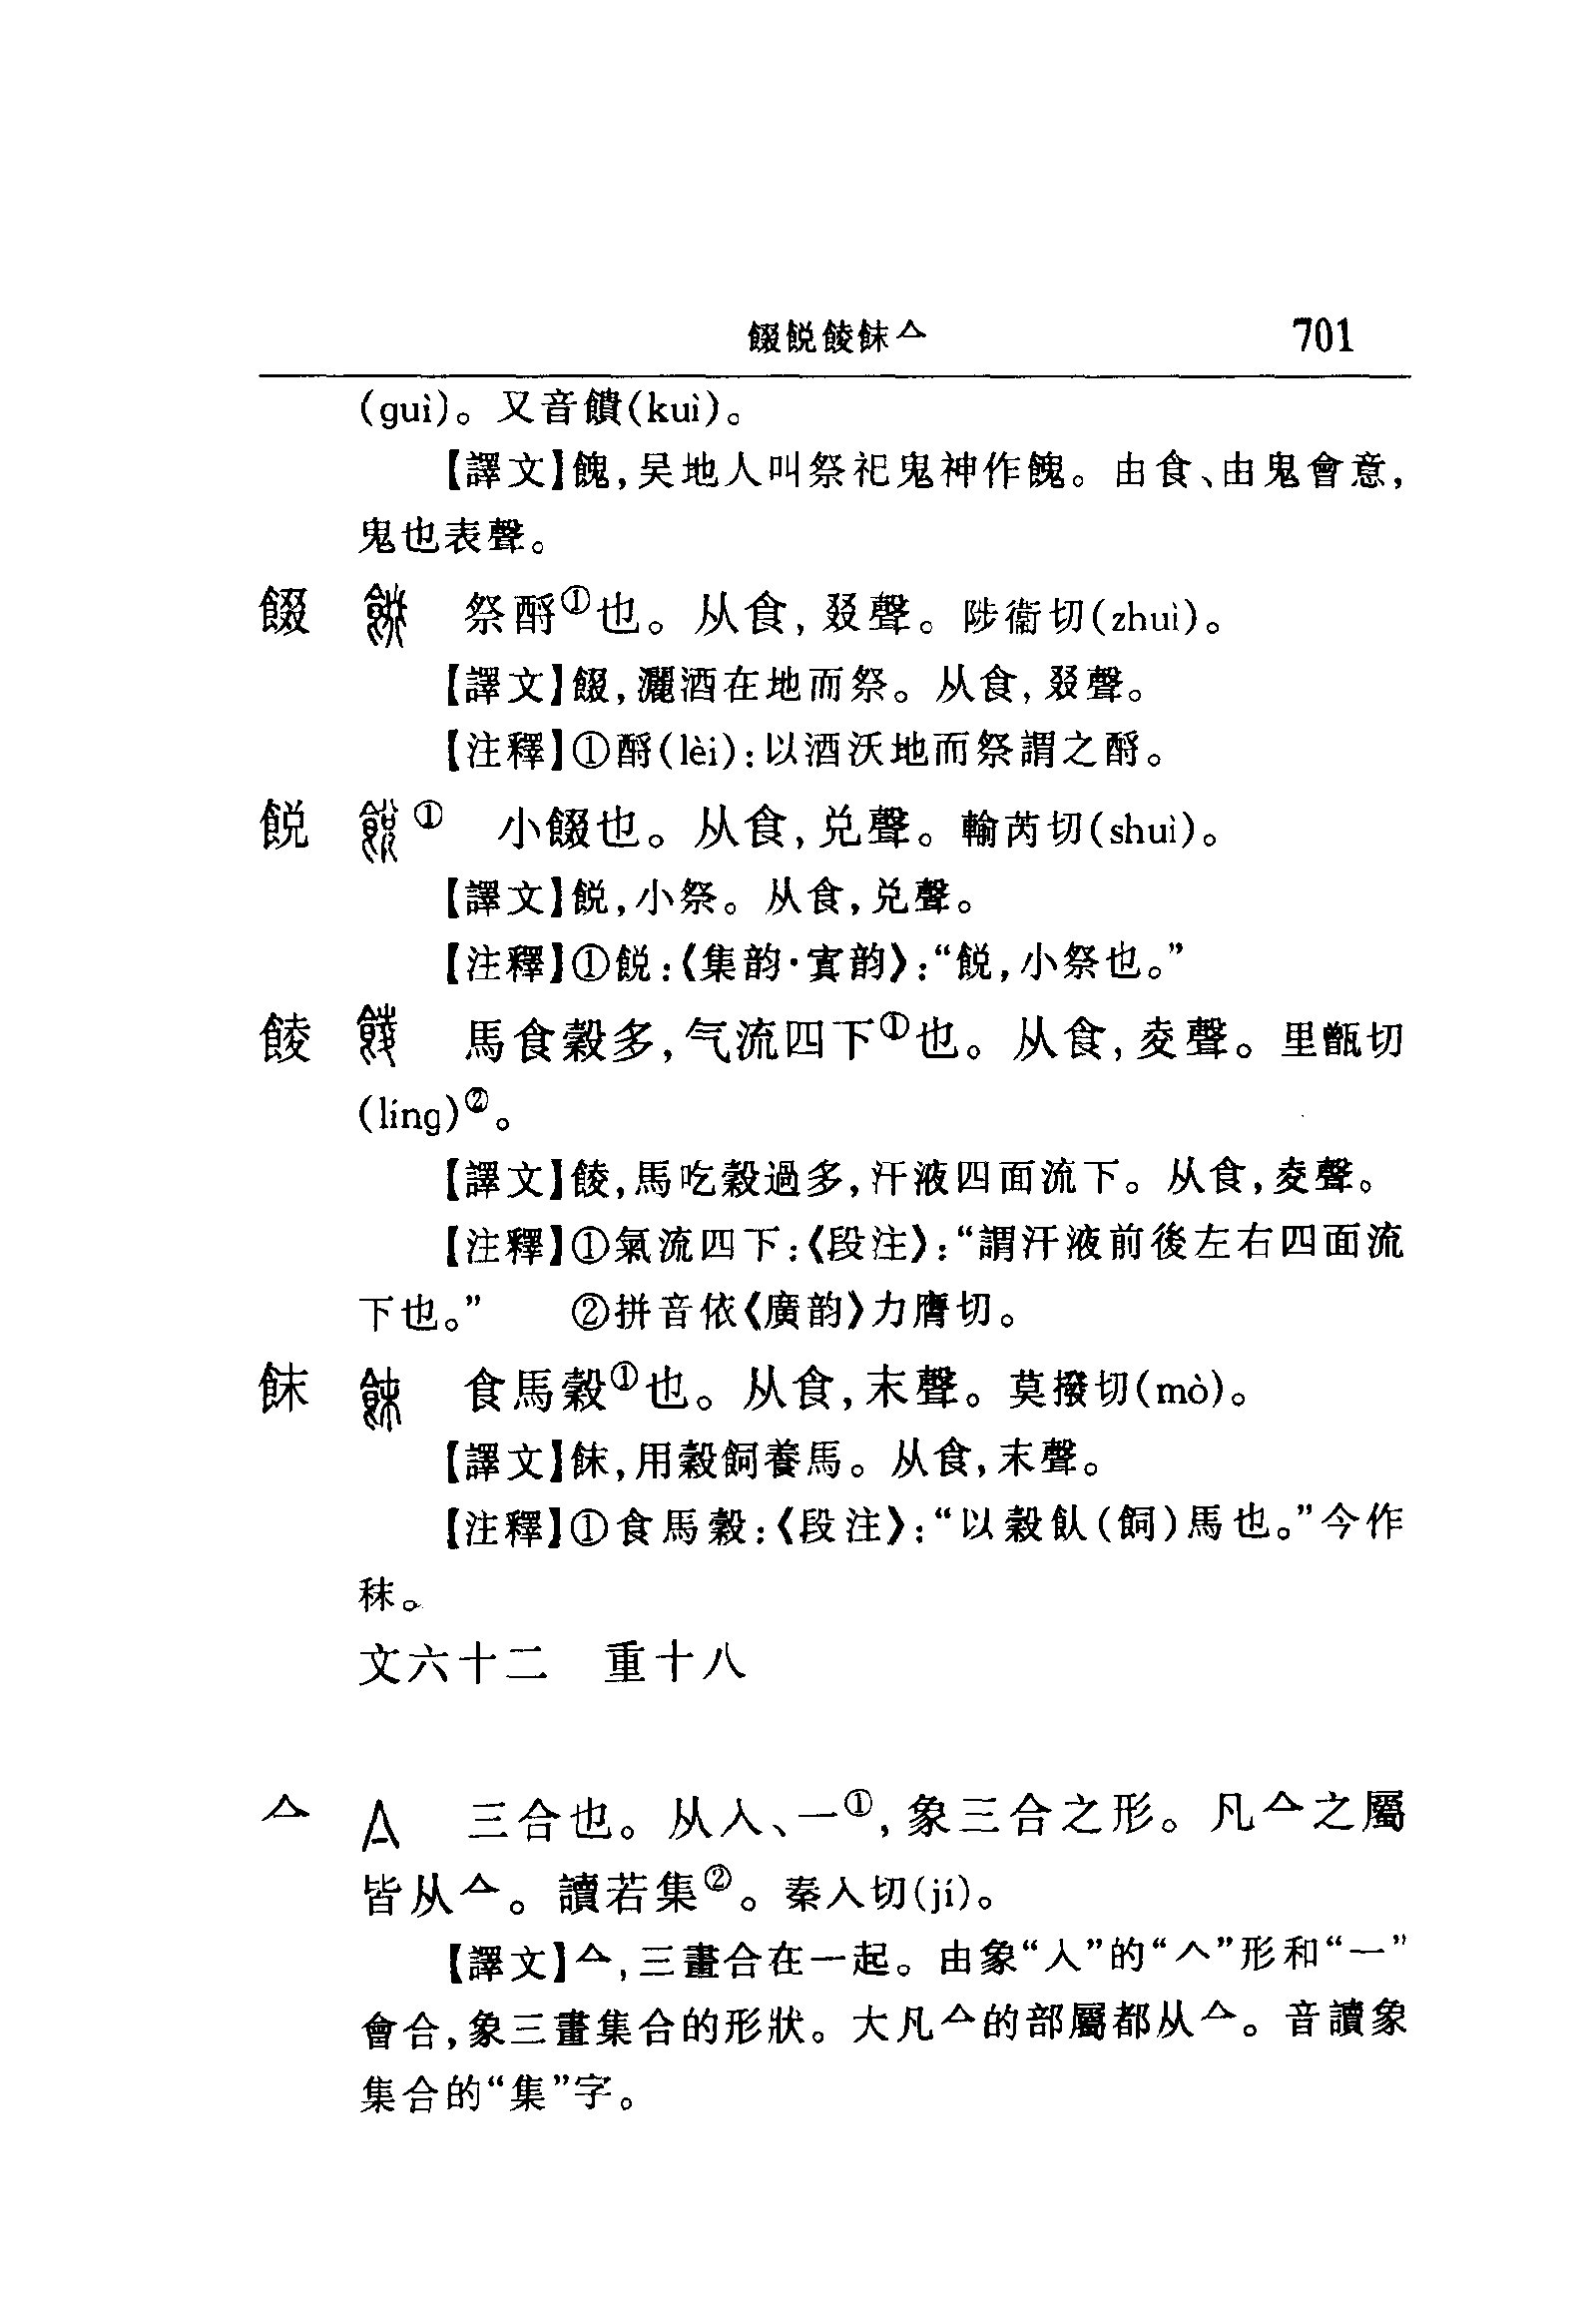 餟餽䬽餗亼 701
(guì)。又音饋(kuì)。
【譯文】餽,吴地人叫祭祀鬼神作餽。由食、由鬼會意,
鬼也表聲。
餟 祭酹①也。从食,叕聲。陟衞切(zhuì)。
【譯文】餟,灑酒在地而祭。从食,叕聲。
【注釋】①酹(lèi):以酒沃地而祭謂之酹。
餩① 小餟也。从食,兑聲。輸芮切(shuì)。
【譯文】䬽,小祭。从食,兑聲。
【注釋】①䬽:《集韵·寘韵》:“䬽,小祭也。”
餕 馬食穀多,气流四下①也。从食,夌聲。里甑切
(líng)②。
【譯文】䔖,馬吃穀過多,汗液四面流下。从食,夌聲。
【注釋】①氣流四下:《段注》:“謂汗液前後左右四面流
下也。” ②拼音依《廣韵》力膺切。
䬴 食馬穀①也。从食,末聲。莫撥切(mò)。
【譯文】䬴,用穀飼養馬。从食,末聲。
【注釋】①食馬穀:《段注》:“以穀飤(飼)馬也。”今作
秣。
文六十二 重十八
亼 三合也。从入、一①,象三合之形。凡亼之屬
皆从亼。讀若集②。秦入切(jí)。
【譯文】亼,三畫合在一起。由象“入”的“𠆢”形和“一”
會合,象三畫集合的形狀。大凡亼的部屬都从亼。音讀象
集合的“集”字。